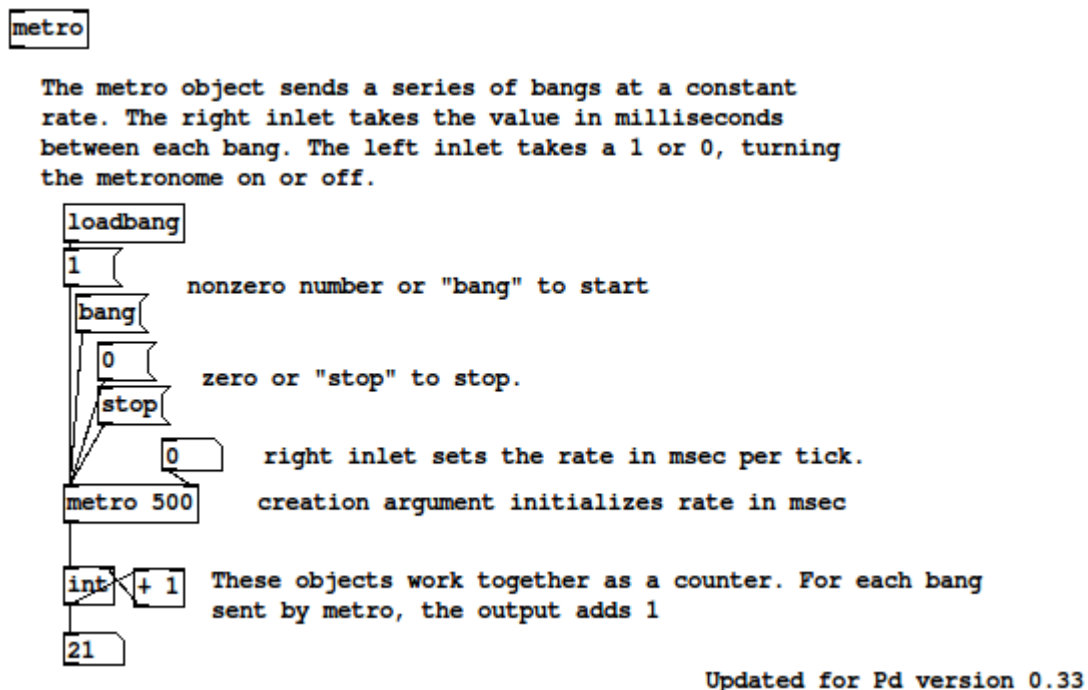 metro
The metro object sends a series of bangs at a constant
rate. The right inlet takes the value in milliseconds
between each bang. The left inlet takes a 1 or 0, turning
the metronome on or off.
loadbang
1
nonzero number or "bang" to start
bang
0
zero or "stop" to stop.
stop
0
right inlet sets the rate in msec per tick.
metro 500
creation argument initializes rate in msec
int
+ 1
These objects work together as a counter. For each bang
sent by metro, the output adds 1
21
Updated for Pd version 0.33